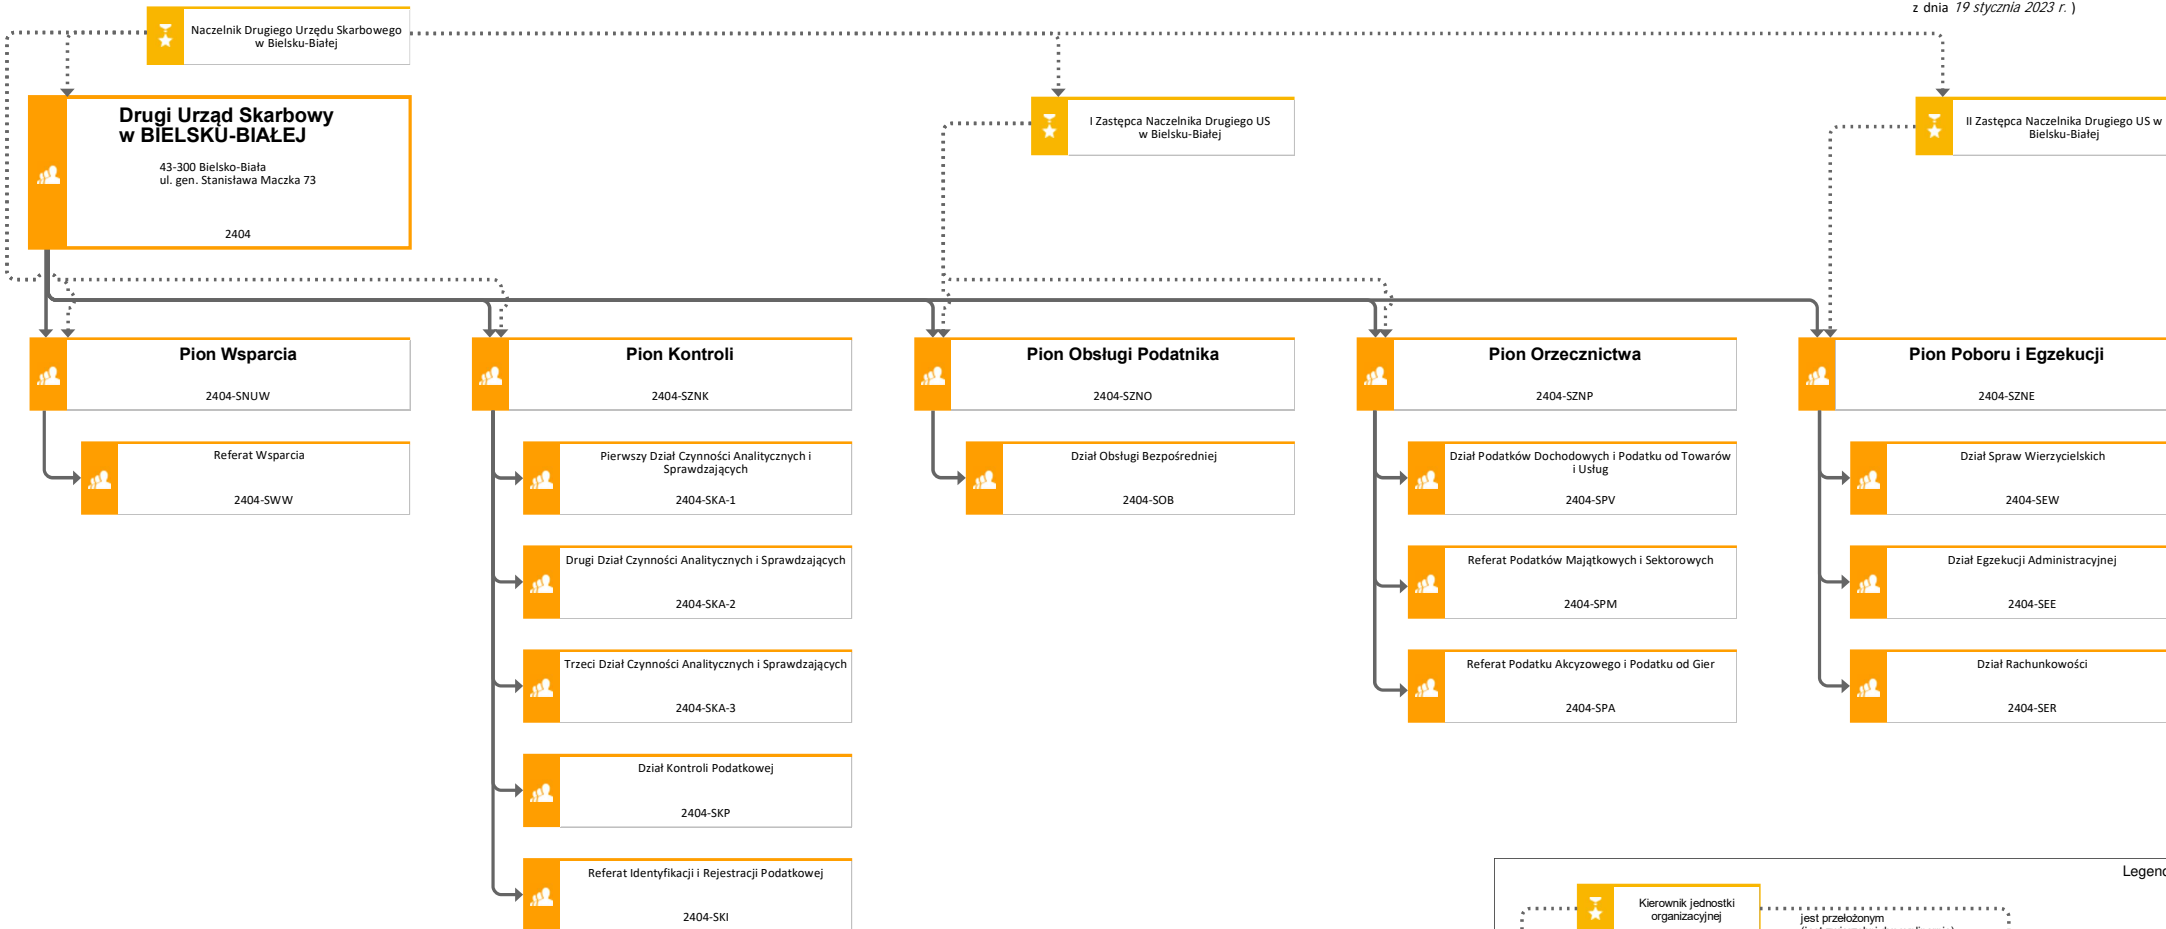 z dnia 19 stycznia 2023 r. )
Naczelnik Drugiego Urzędu Skarbowego
w Bielsku-Białej
Drugi Urząd Skarbowy
w BIELSKU-BIAŁEJ
43-300 Bielsko-Biała
ul. gen. Stanisława Maczka 73
2404
I Zastępca Naczelnika Drugiego US
w Bielsku-Białej
II Zastępca Naczelnika Drugiego US w
Bielsku-Białej
Pion Wsparcia
2404-SNUW
Referat Wsparcia
2404-SWW
Pion Kontroli
2404-SZNK
Pierwszy Dział Czynności Analitycznych i
Sprawdzających
2404-SKA-1
Drugi Dział Czynności Analitycznych i Sprawdzających
2404-SKA-2
Trzeci Dział Czynności Analitycznych i Sprawdzających
2404-SKA-3
Dział Kontroli Podatkowej
2404-SKP
Referat Identyfikacji i Rejestracji Podatkowej
2404-SKI
Pion Obsługi Podatnika
2404-SZNO
Dział Obsługi Bezpośredniej
2404-SOB
Pion Orzecznictwa
2404-SZNP
Dział Podatków Dochodowych i Podatku od Towarów
i Usług
2404-SPV
Referat Podatków Majątkowych i Sektorowych
2404-SPM
Referat Podatku Akcyzowego i Podatku od Gier
2404-SPA
Pion Poboru i Egzekucji
2404-SZNE
Dział Spraw Wierzycielskich
2404-SEW
Dział Egzekucji Administracyjnej
2404-SEE
Dział Rachunkowości
2404-SER
Legend
Kierownik jednostki
organizacyjnej
jest przełożonym